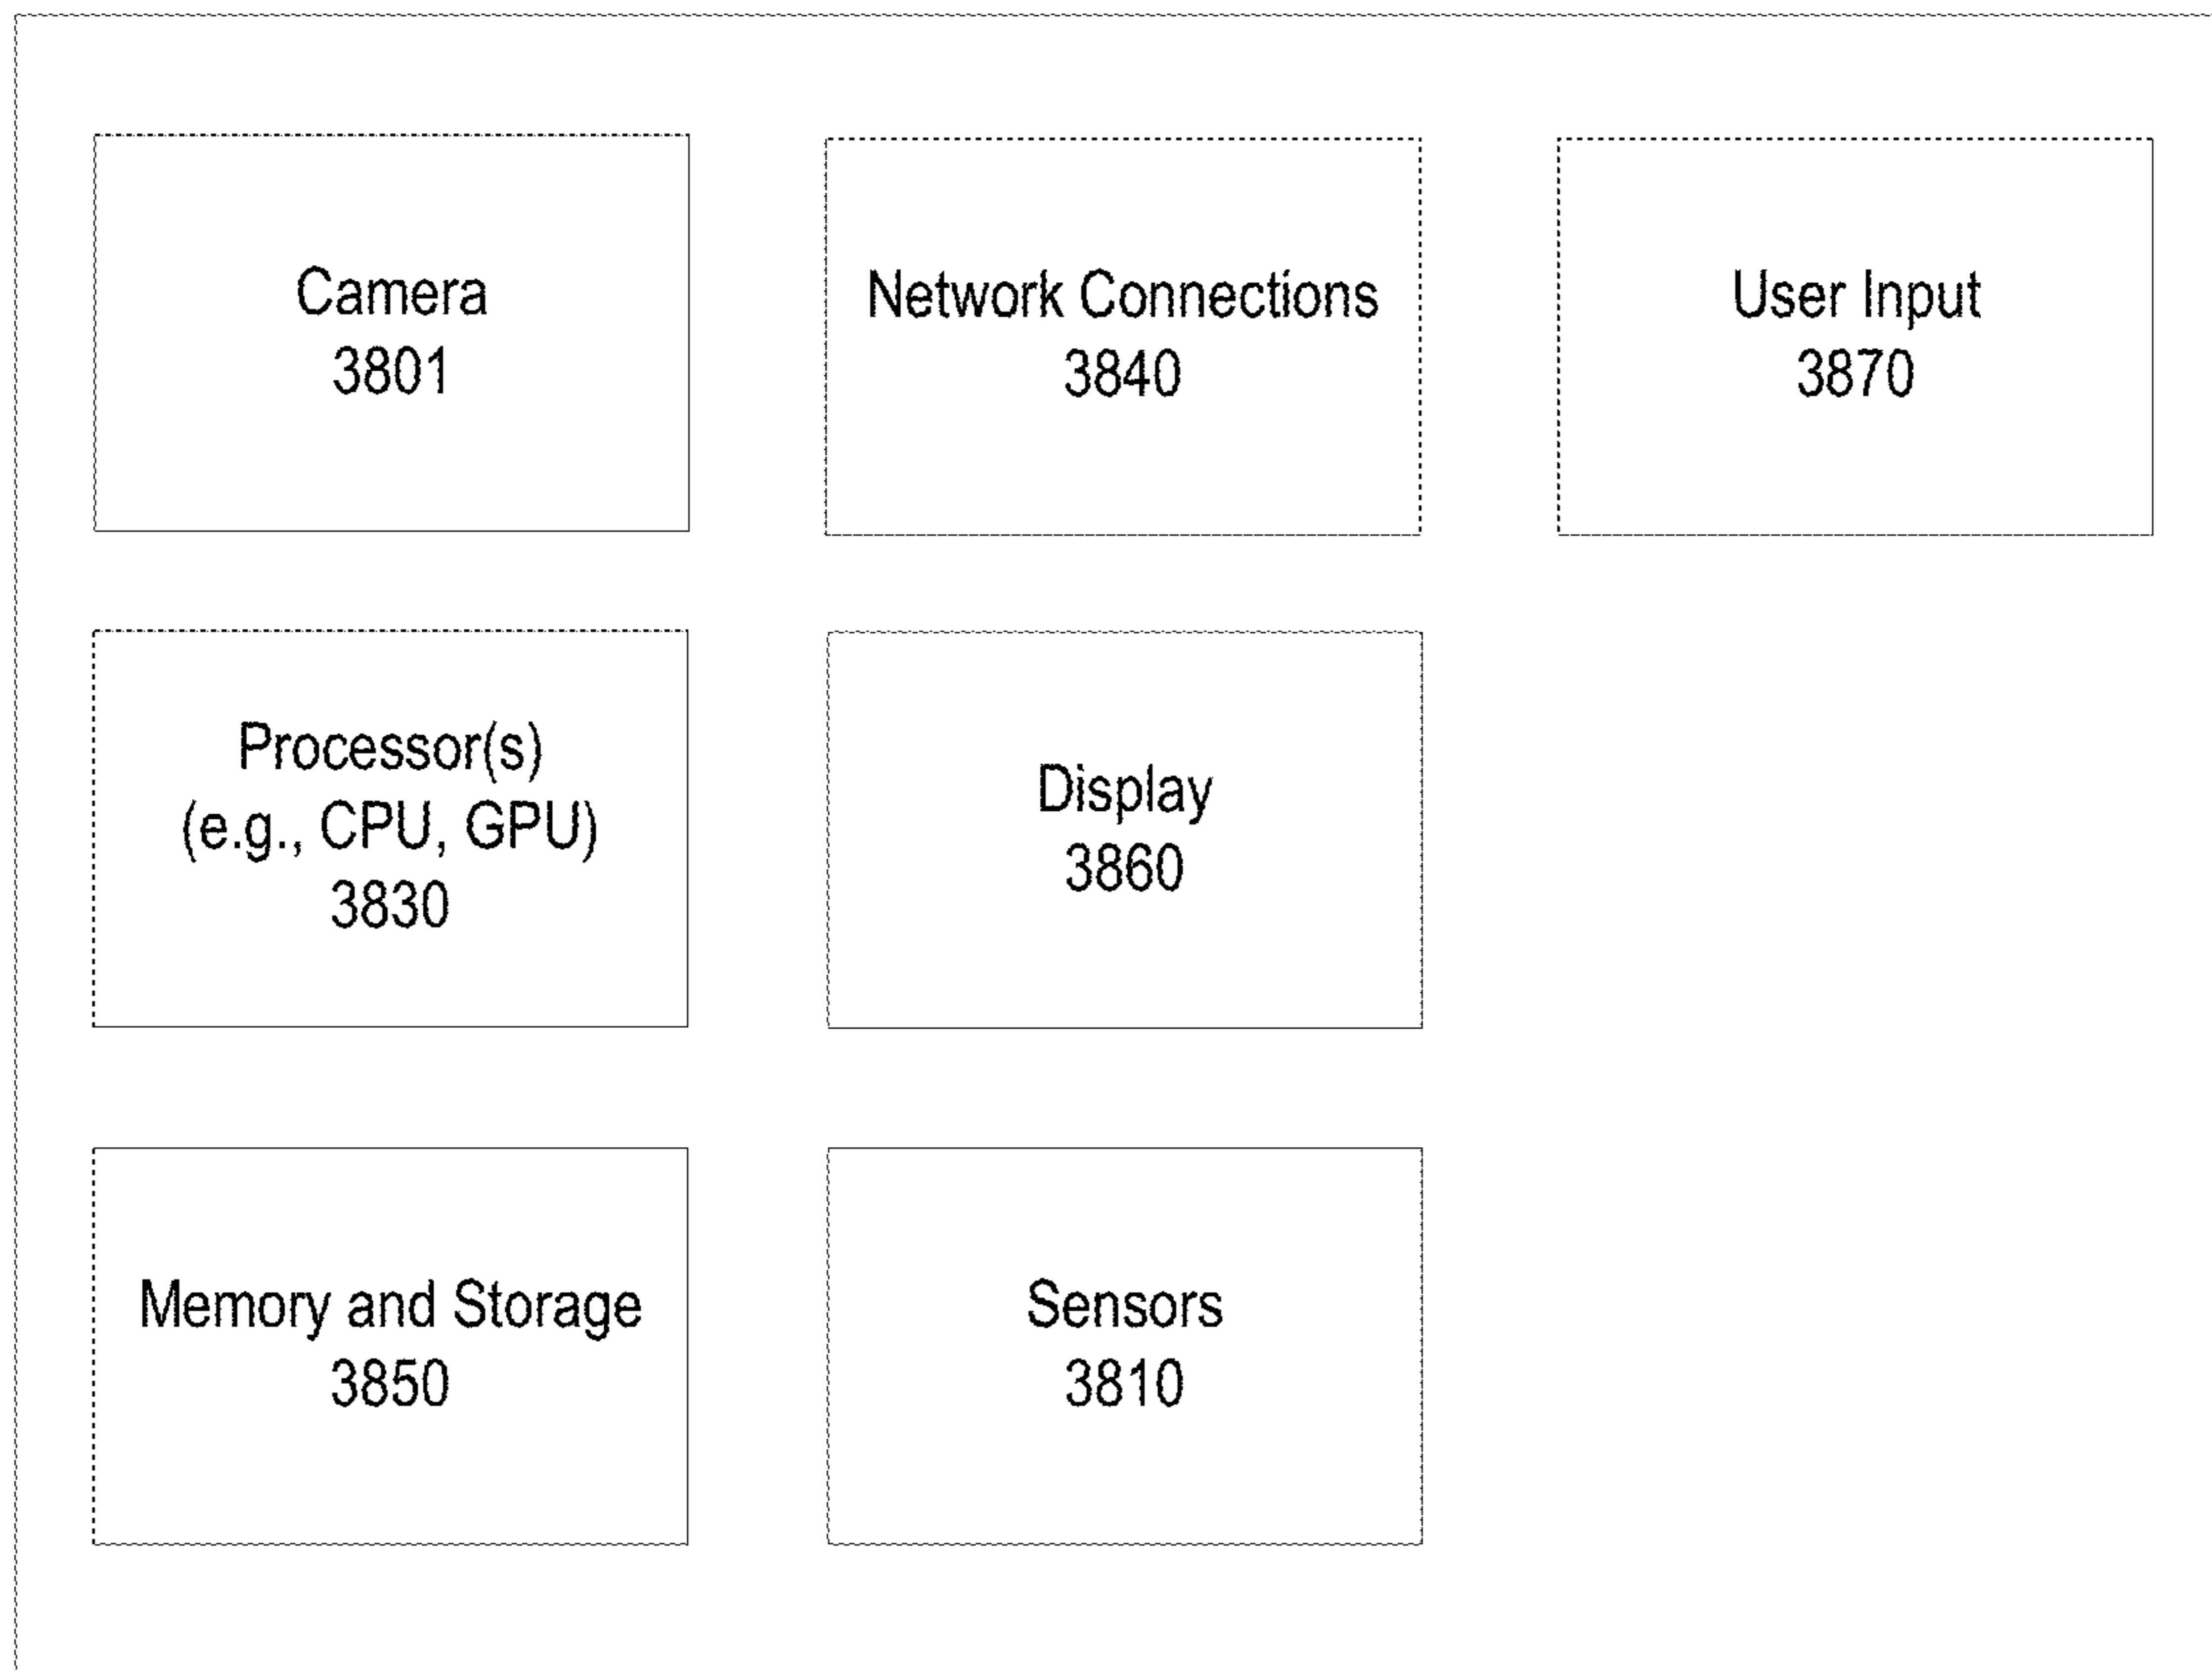 Camera
3801
Network Connections
3840
User Input
3870
Processor(s)
(e.g., CPU, GPU)
3830
Display
3860
Memory and Storage
3850
Sensors
3810